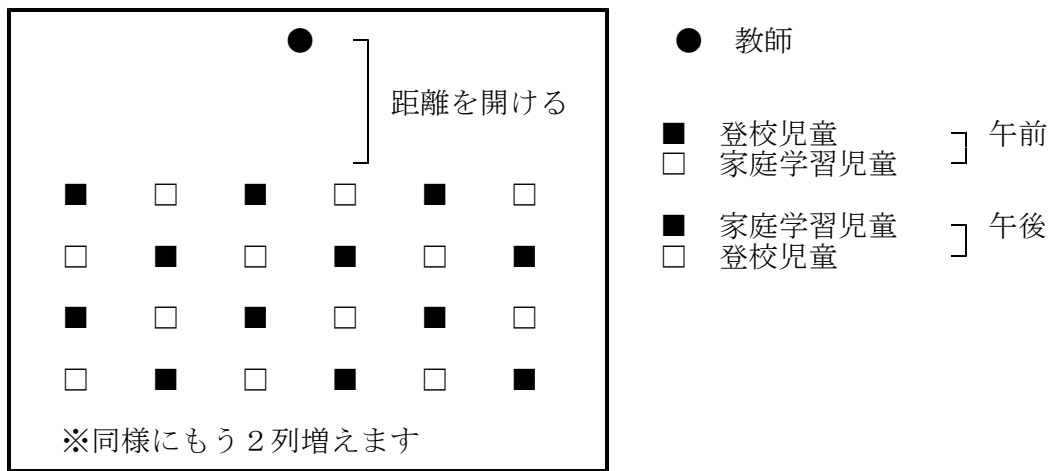 ● 教師
距離を開ける
■ 登校児童
□ 家庭学習児童
午前
■ 家庭学習児童
□ 登校児童
午後
※同様にもう2列増えます